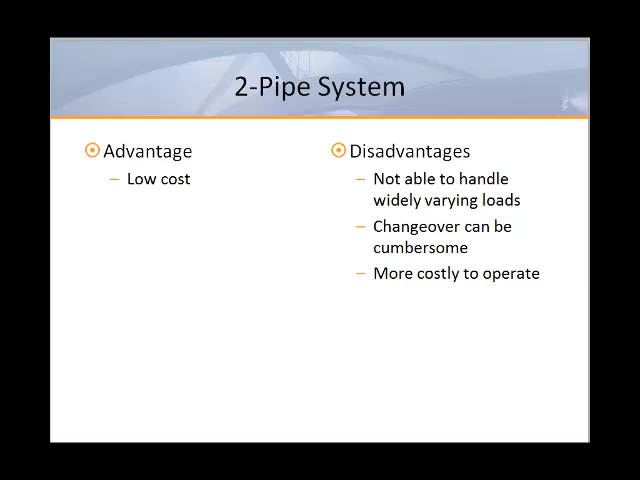 2-Pipe System
Advantage
– Low cost
Disadvantages
– Not able to handle
widely varying loads
– Changeover can be
cumbersome
– More costly to operate